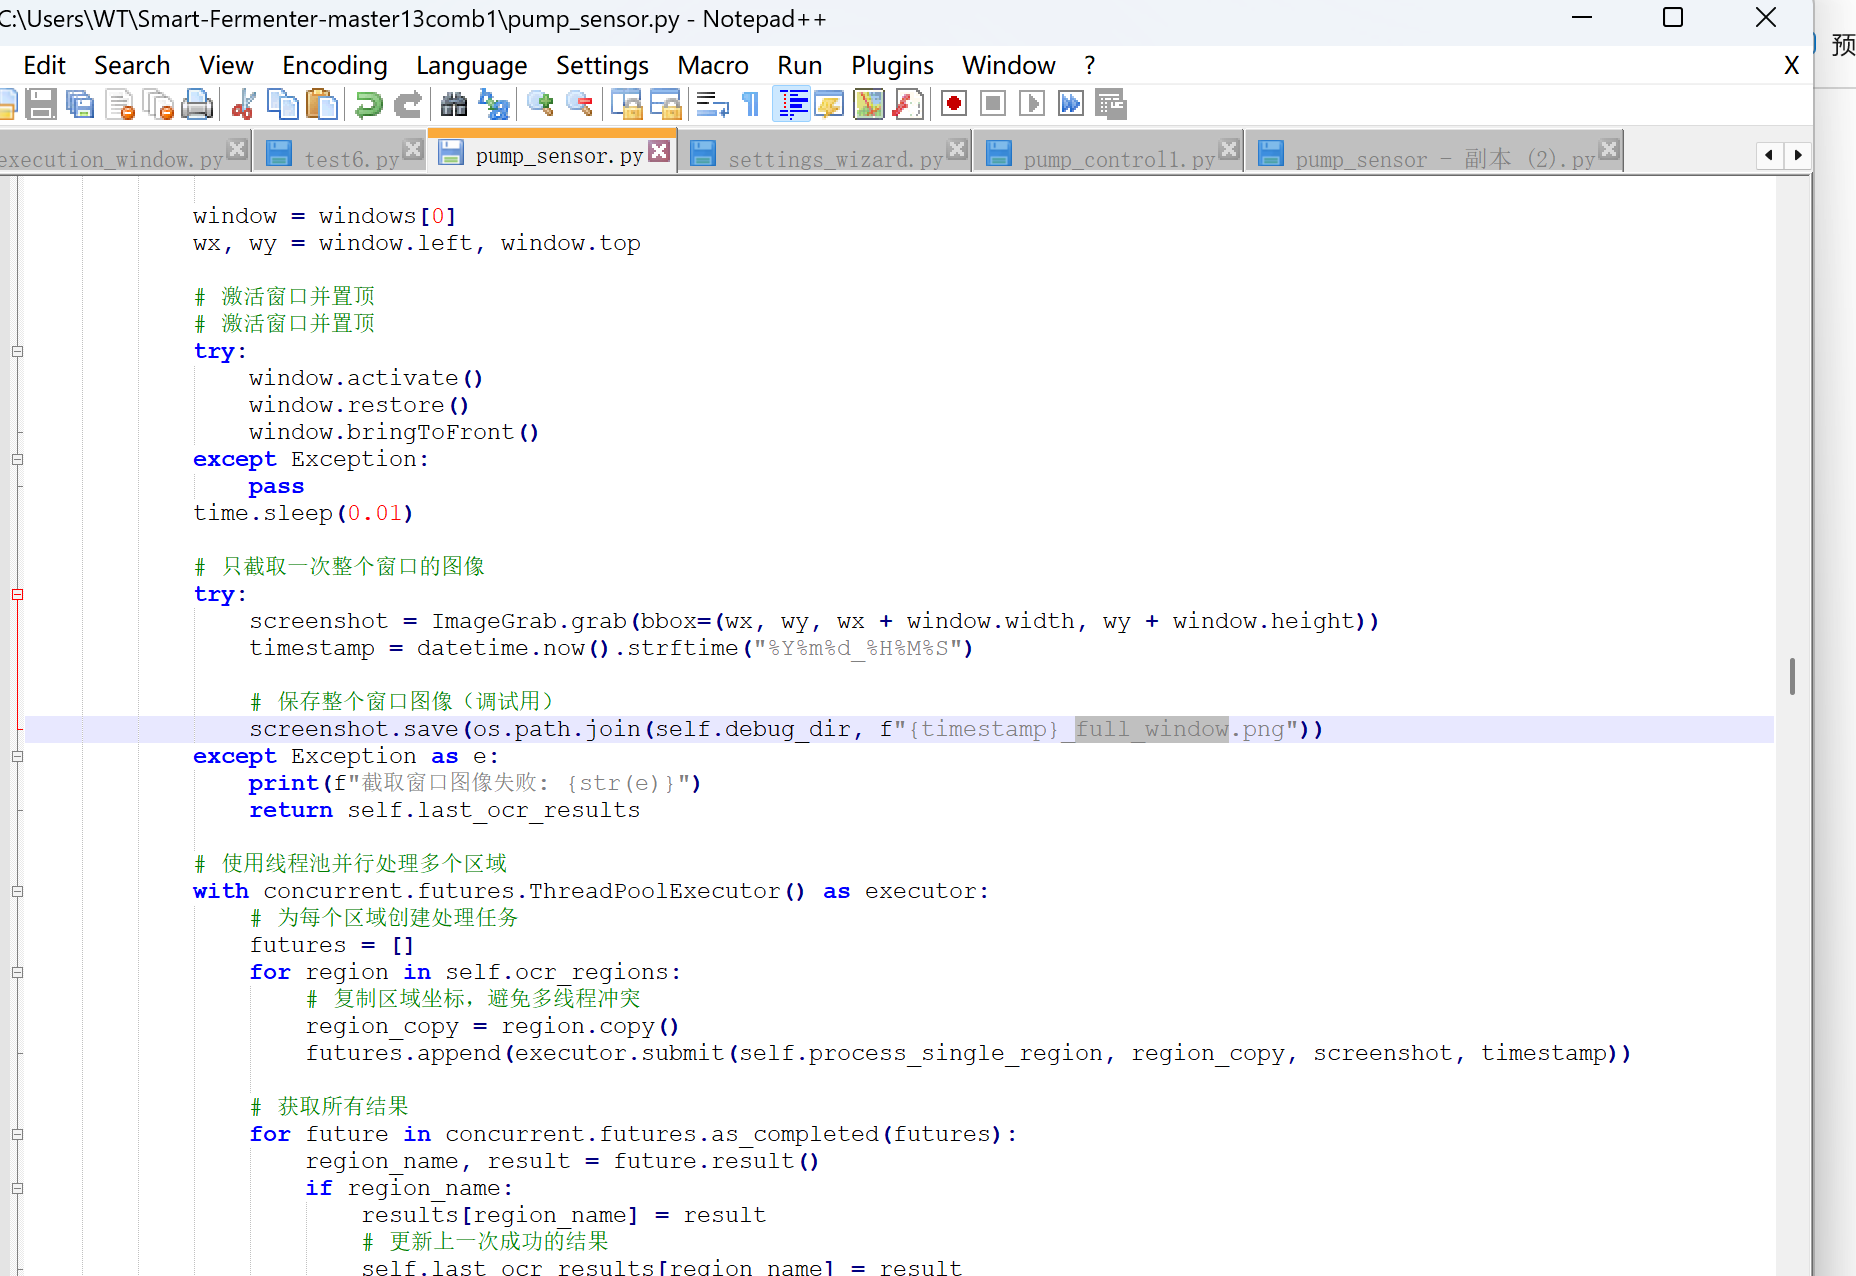 C:\Users\WT\Smart-Fermenter-master13comb1\pump_sensor.py - Notepad++
预
Edit Search View Encoding Language Settings Macro Run Plugins Window ? X
execution_window.py test6.py pump_sensor.py settings_wizard.py pump_control1.py pump_sensor - 副本 (2).py
window = windows[0]
wx, wy = window.left, window.top
# 激活窗口并置顶
# 激活窗口并置顶
try:
window.activate()
window.restore()
window.bringToFront()
except Exception:
pass
time.sleep(0.01)
# 只截取一次整个窗口的图像
try:
screenshot = ImageGrab.grab(bbox=(wx, wy, wx + window.width, wy + window.height))
timestamp = datetime.now().strftime("%Y%m%d_%H%M%S")
# 保存整个窗口图像（调试用）
screenshot.save(os.path.join(self.debug_dir, f"{timestamp}_full_window.png"))
except Exception as e:
print(f"截取窗口图像失败: {str(e)}")
return self.last_ocr_results
# 使用线程池并行处理多个区域
with concurrent.futures.ThreadPoolExecutor() as executor:
# 为每个区域创建处理任务
futures = []
for region in self.ocr_regions:
# 复制区域坐标，避免多线程冲突
region_copy = region.copy()
futures.append(executor.submit(self.process_single_region, region_copy, screenshot, timestamp))
# 获取所有结果
for future in concurrent.futures.as_completed(futures):
region_name, result = future.result()
if region_name:
results[region_name] = result
# 更新上一次成功的结果
self.last_ocr_results[region_name] = result